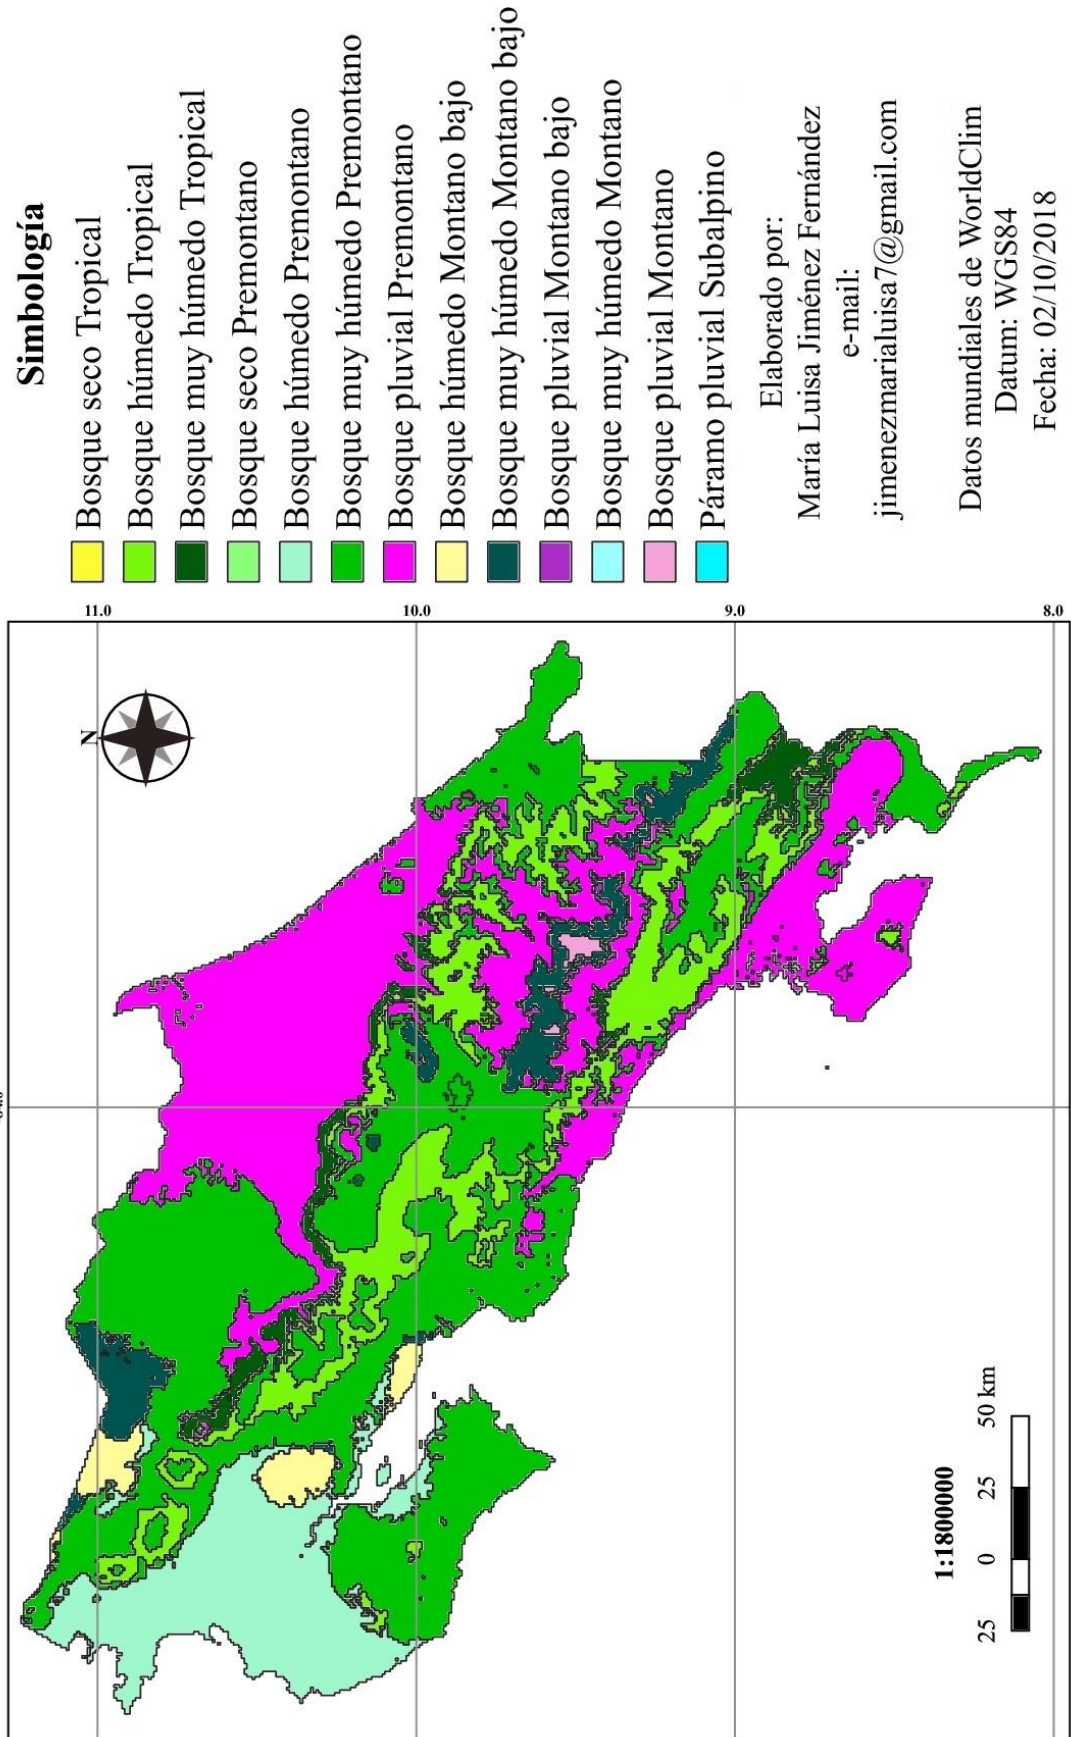 Simbología
Bosque seco Tropical
Bosque húmedo Tropical
Bosque muy húmedo Tropical
Bosque seco Premontano
Bosque húmedo Premontano
Bosque muy húmedo Premontano
Bosque pluvial Premontano
Bosque húmedo Montano bajo
Bosque muy húmedo Montano bajo
Bosque pluvial Montano bajo
Bosque muy húmedo Montano
Bosque pluvial Montano
Páramo pluvial Subalpino
Elaborado por:
María Luisa Jinénez Fernández
e-mail:
jimenezmarialuisa7@gmail.com
Datos mundiales de WorldClim
Datum: WGS84
Fecha: 02/10/2018
11.0
10.0
9.0
8.0
N
1:1800000
25 0 25 50 km